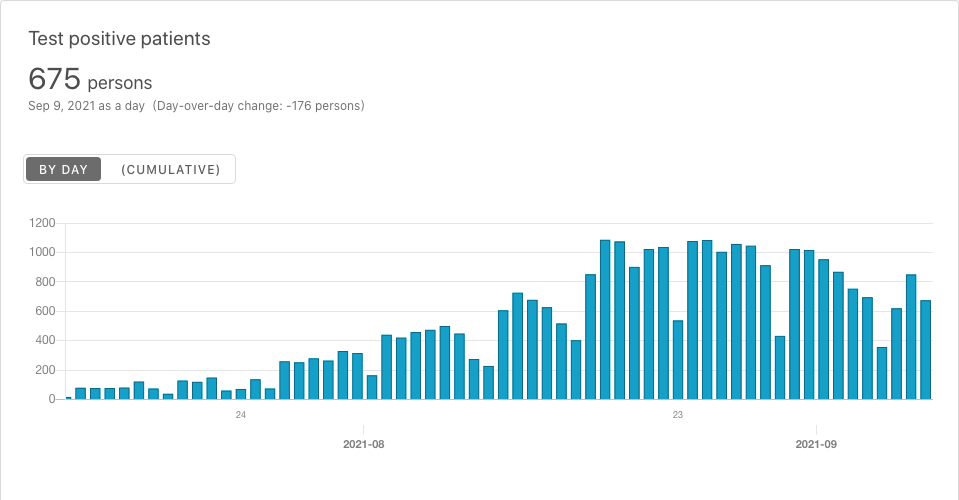 Test positive patients
675 persons
Sep 9, 2021 as a day (Day-over-day change: -176 persons)
BY DAY (CUMULATIVE)
1200
1000
800
600
400
200
0
24 23
2021-08 2021-09